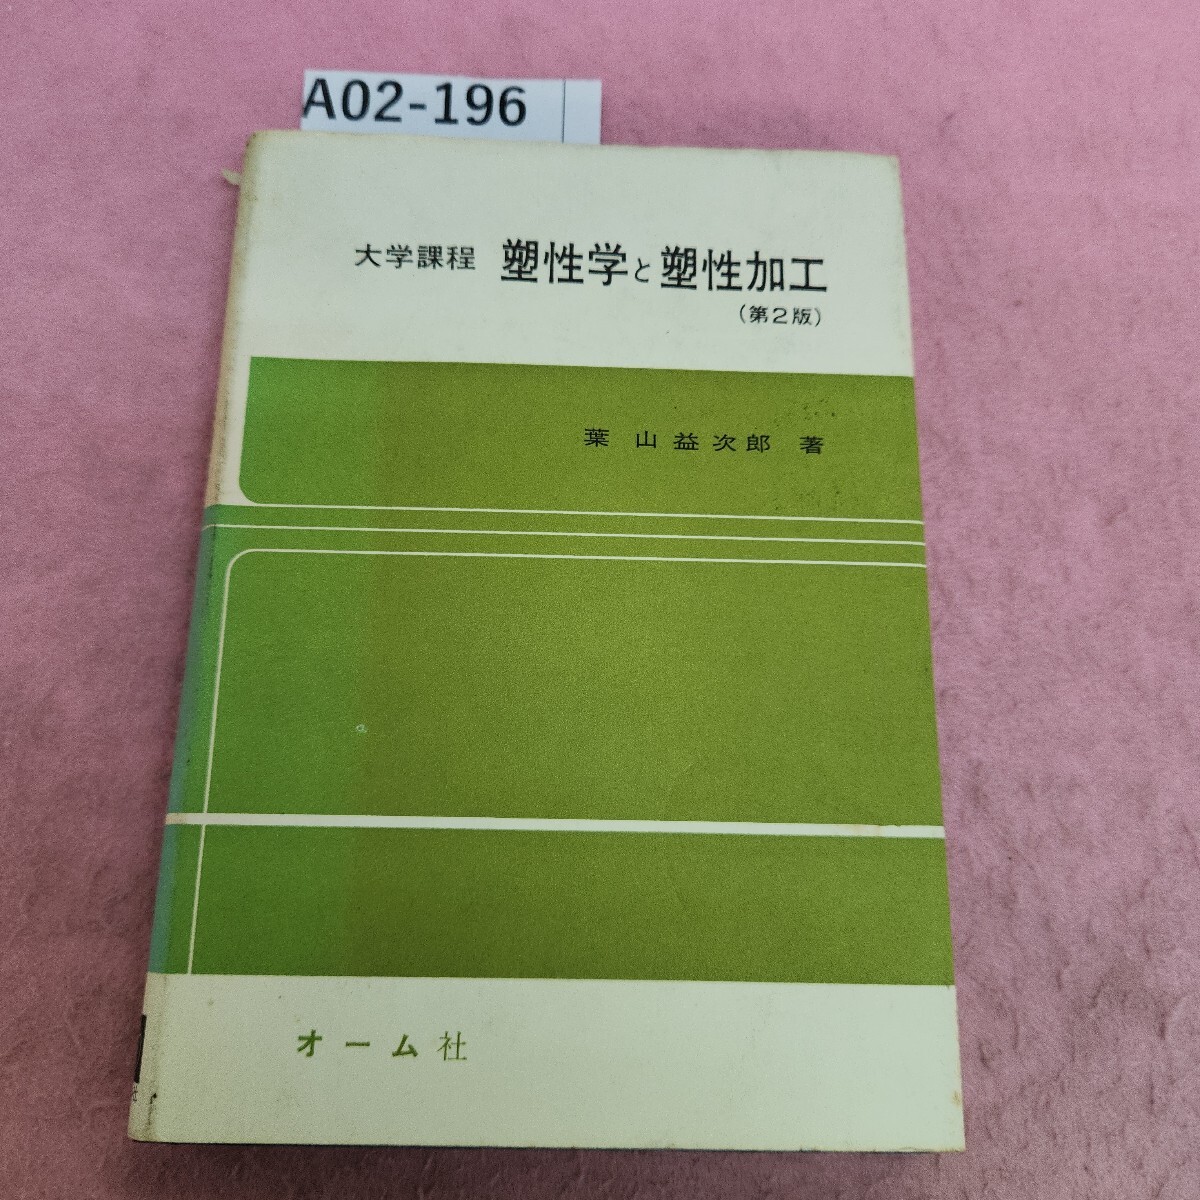 A02-196
大学課程 塑性学と塑性加工
(第2版)
葉山益次郎 著
オーム社